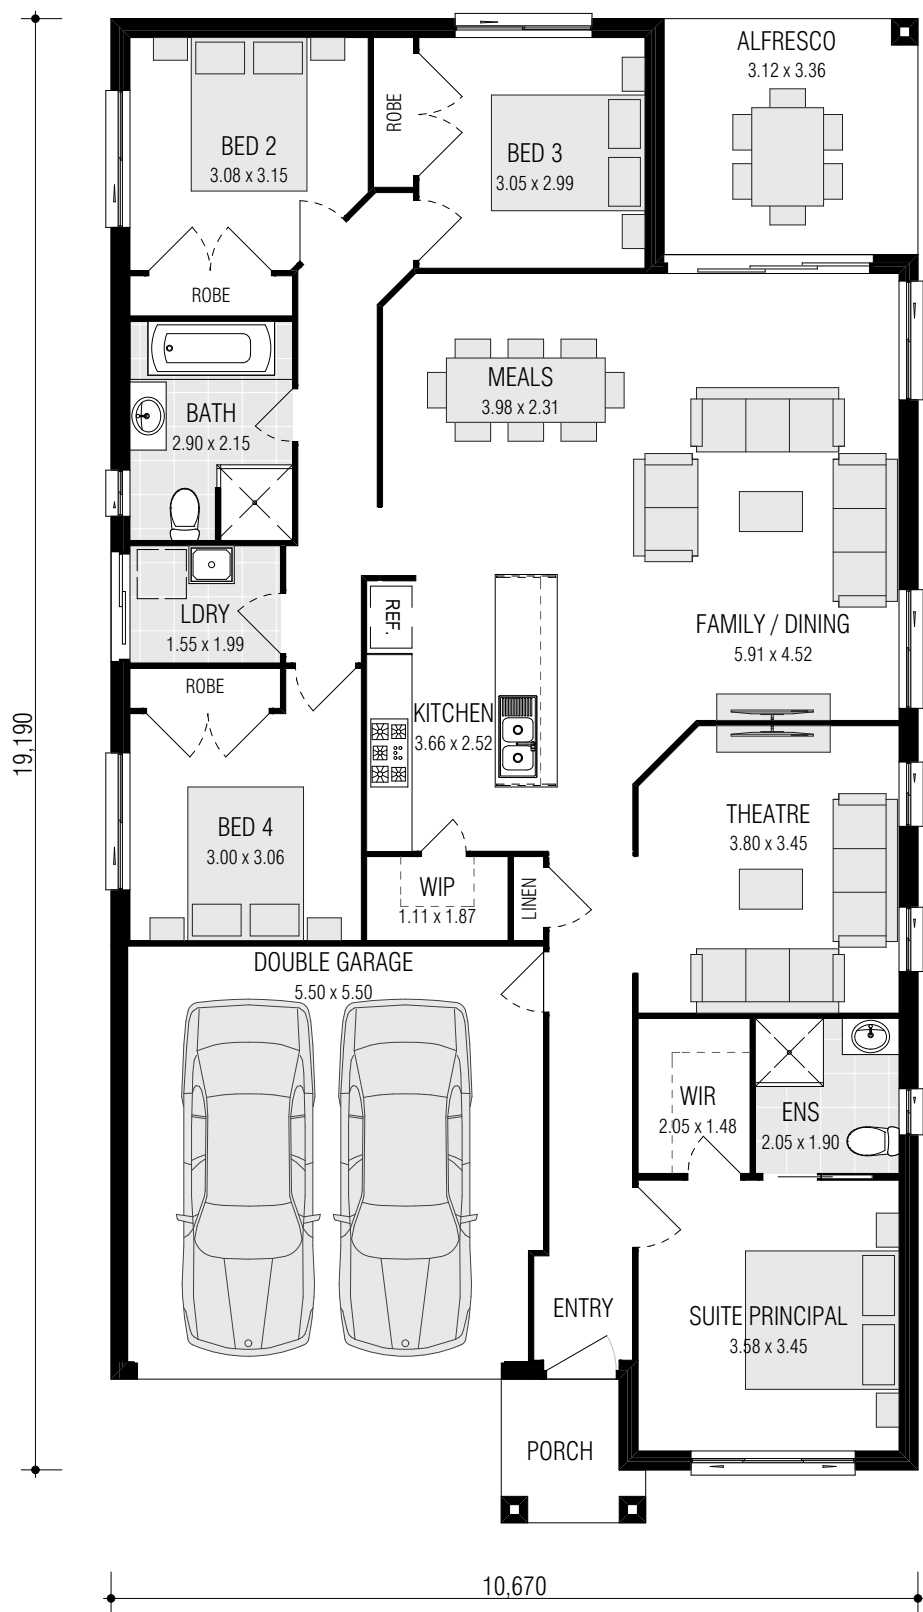 ALFRESCO
3.12 x 3.36
ROBE
BED 2
3.08 x 3.15
BED 3
3.05 x 2.99
ROBE
MEALS
3.98 x 2.31
BATH
2.90 x 2.15
LDRY
1.55 x 1.99
REF.
FAMILY / DINING
5.91 x 4.52
ROBE
KITCHEN
3.66 x 2.52
19,190
THEATRE
3.80 x 3.45
BED 4
3.00 x 3.06
WIP
1.11 x 1.87
LINEN
DOUBLE GARAGE
5.50 x 5.50
WIR
2.05 x 1.48
ENS
2.05 x 1.90
ENTRY
SUITE PRINCIPAL
3.58 x 3.45
PORCH
10,670